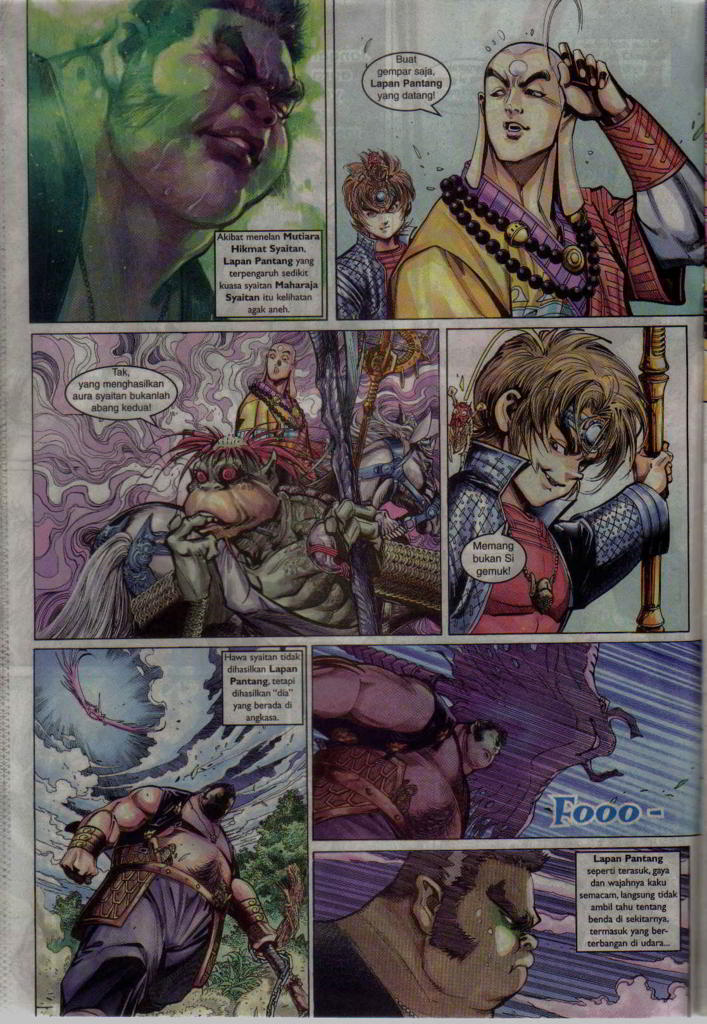 Akibat menelan Mutiara
Hikmat Syaitan,
Lapan Pantang yang
terpengaruh sedikit
kuasa syaitan Maharaja
Syaitan itu kelihatan
agak aneh.
Buat
gempar saja,
Lapan Pantang
yang datang!
Tak,
yang menghasilkan
aura syaitan bukanlah
abang kedua!
Memang
bukan Si
gemuk!
Hawa syaitan tidak
dihasilkan Lapan
Pantang, tetapi
dihasilkan "dia"
yang berada di
angkasa.
Fooo -
Lapan Pantang
seperti terasuk, gaya
dan wajahnya kaku
semacam, langsung tidak
ambil tahu tentang
benda di sekitarnya,
termasuk yang ber-
terbangan di udara...